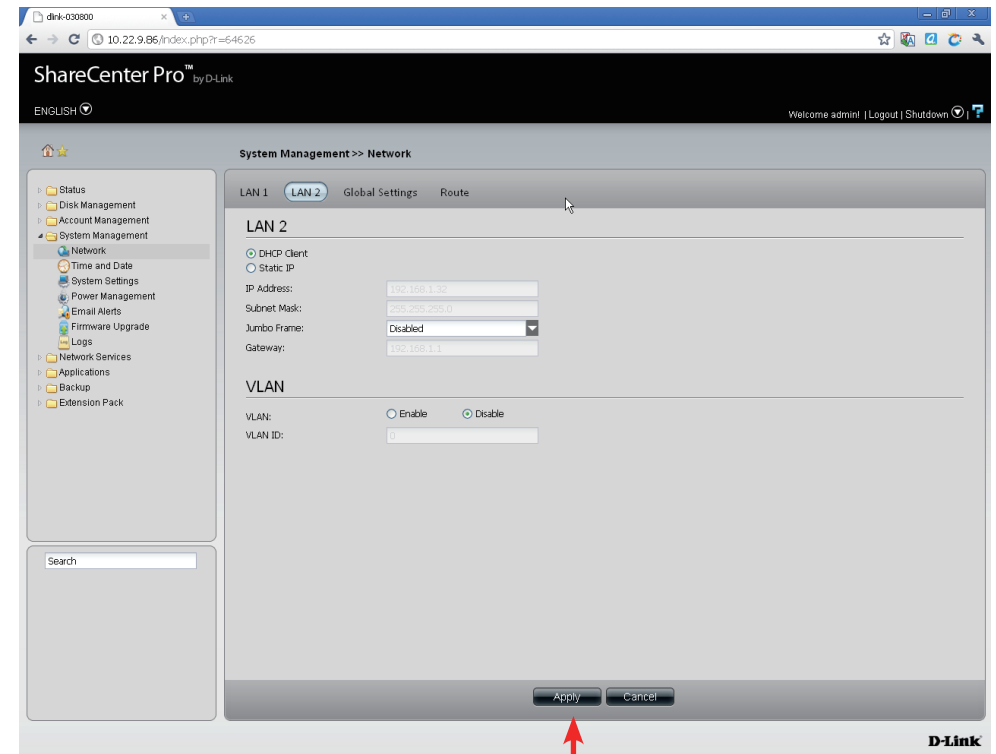 dlink-030800
10.22.9.86/index.php?r=64626
ShareCenter Pro™ by D-Link
ENGLISH
Welcome admin! | Logout | Shutdown | ?
System Management >> Network
Status
Disk Management
Account Management
System Management
Network
Time and Date
System Settings
Power Management
Email Alerts
Firmware Upgrade
Logs
Network Services
Applications
Backup
Extension Pack
Search
LAN 1 LAN 2 Global Settings Route
LAN 2
DHCP Client
Static IP
IP Address: 192.168.1.32
Subnet Mask: 255.255.255.0
Jumbo Frame: Disabled
Gateway: 192.168.1.1
VLAN
VLAN: Enable Disable
VLAN ID: 0
Apply Cancel
D-Link